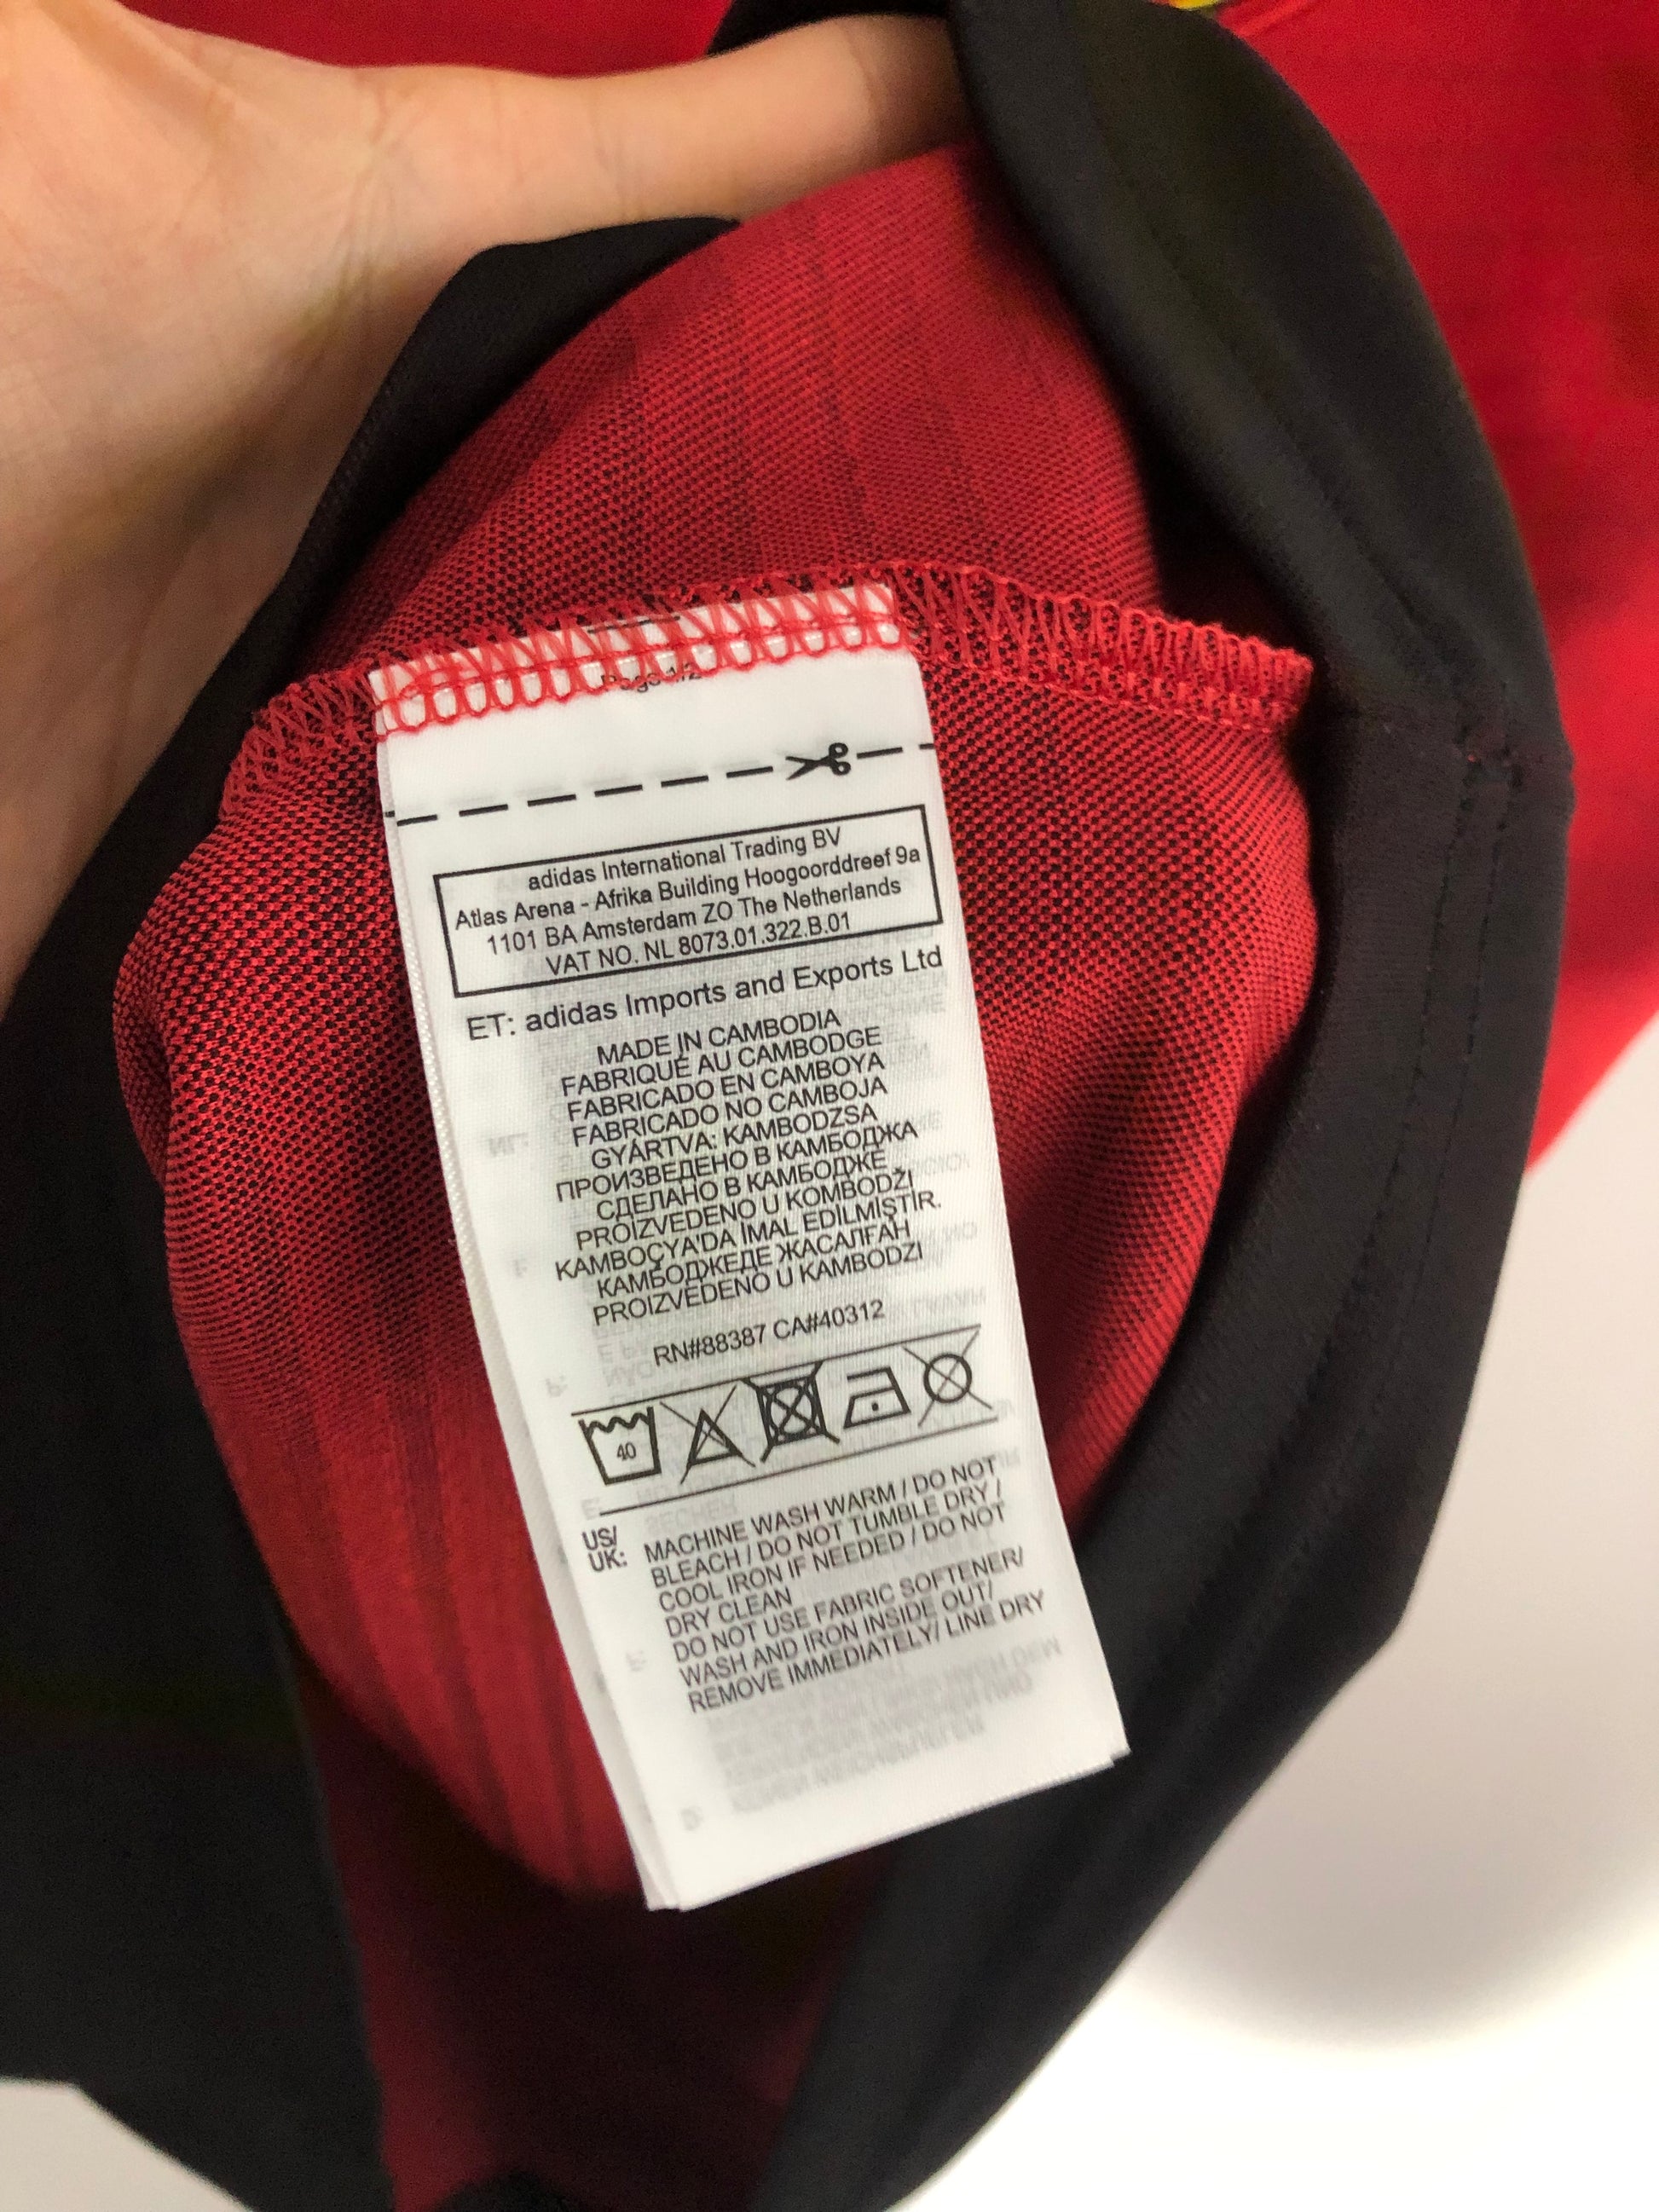 adidas International Trading BV
Atlas Arena - Afrika Building Hoogoorddreef 9a
1101 BA Amsterdam ZO The Netherlands
VAT NO. NL 8073.01.322.B.01
ET: adidas Imports and Exports Ltd
MADE IN CAMBODIA
FABRIQUÉ AU CAMBODGE
FABRICADO EN CAMBOYA
FABRICADO NO CAMBOJA
GYÁRTVA: KAMBODZSA
ПРОИЗВЕДЕНО В КАМБОДЖА
СДЕЛАНО В КАМБОДЖЕ
PROIZVEDENO U KOMBODŽI
KAMBOÇYA'DA İMAL EDİLMİŞTİR.
КАМБОДЖЕДЕ ЖАСАЛҒАН
PROIZVEDENO U KAMBODZI
RN#88387 CA#40312
40
US/
UK:
MACHINE WASH WARM / DO NOT
BLEACH / DO NOT TUMBLE DRY /
COOL IRON IF NEEDED / DO NOT
DRY CLEAN
DO NOT USE FABRIC SOFTENER/
WASH AND IRON INSIDE OUT/
REMOVE IMMEDIATELY/ LINE DRY